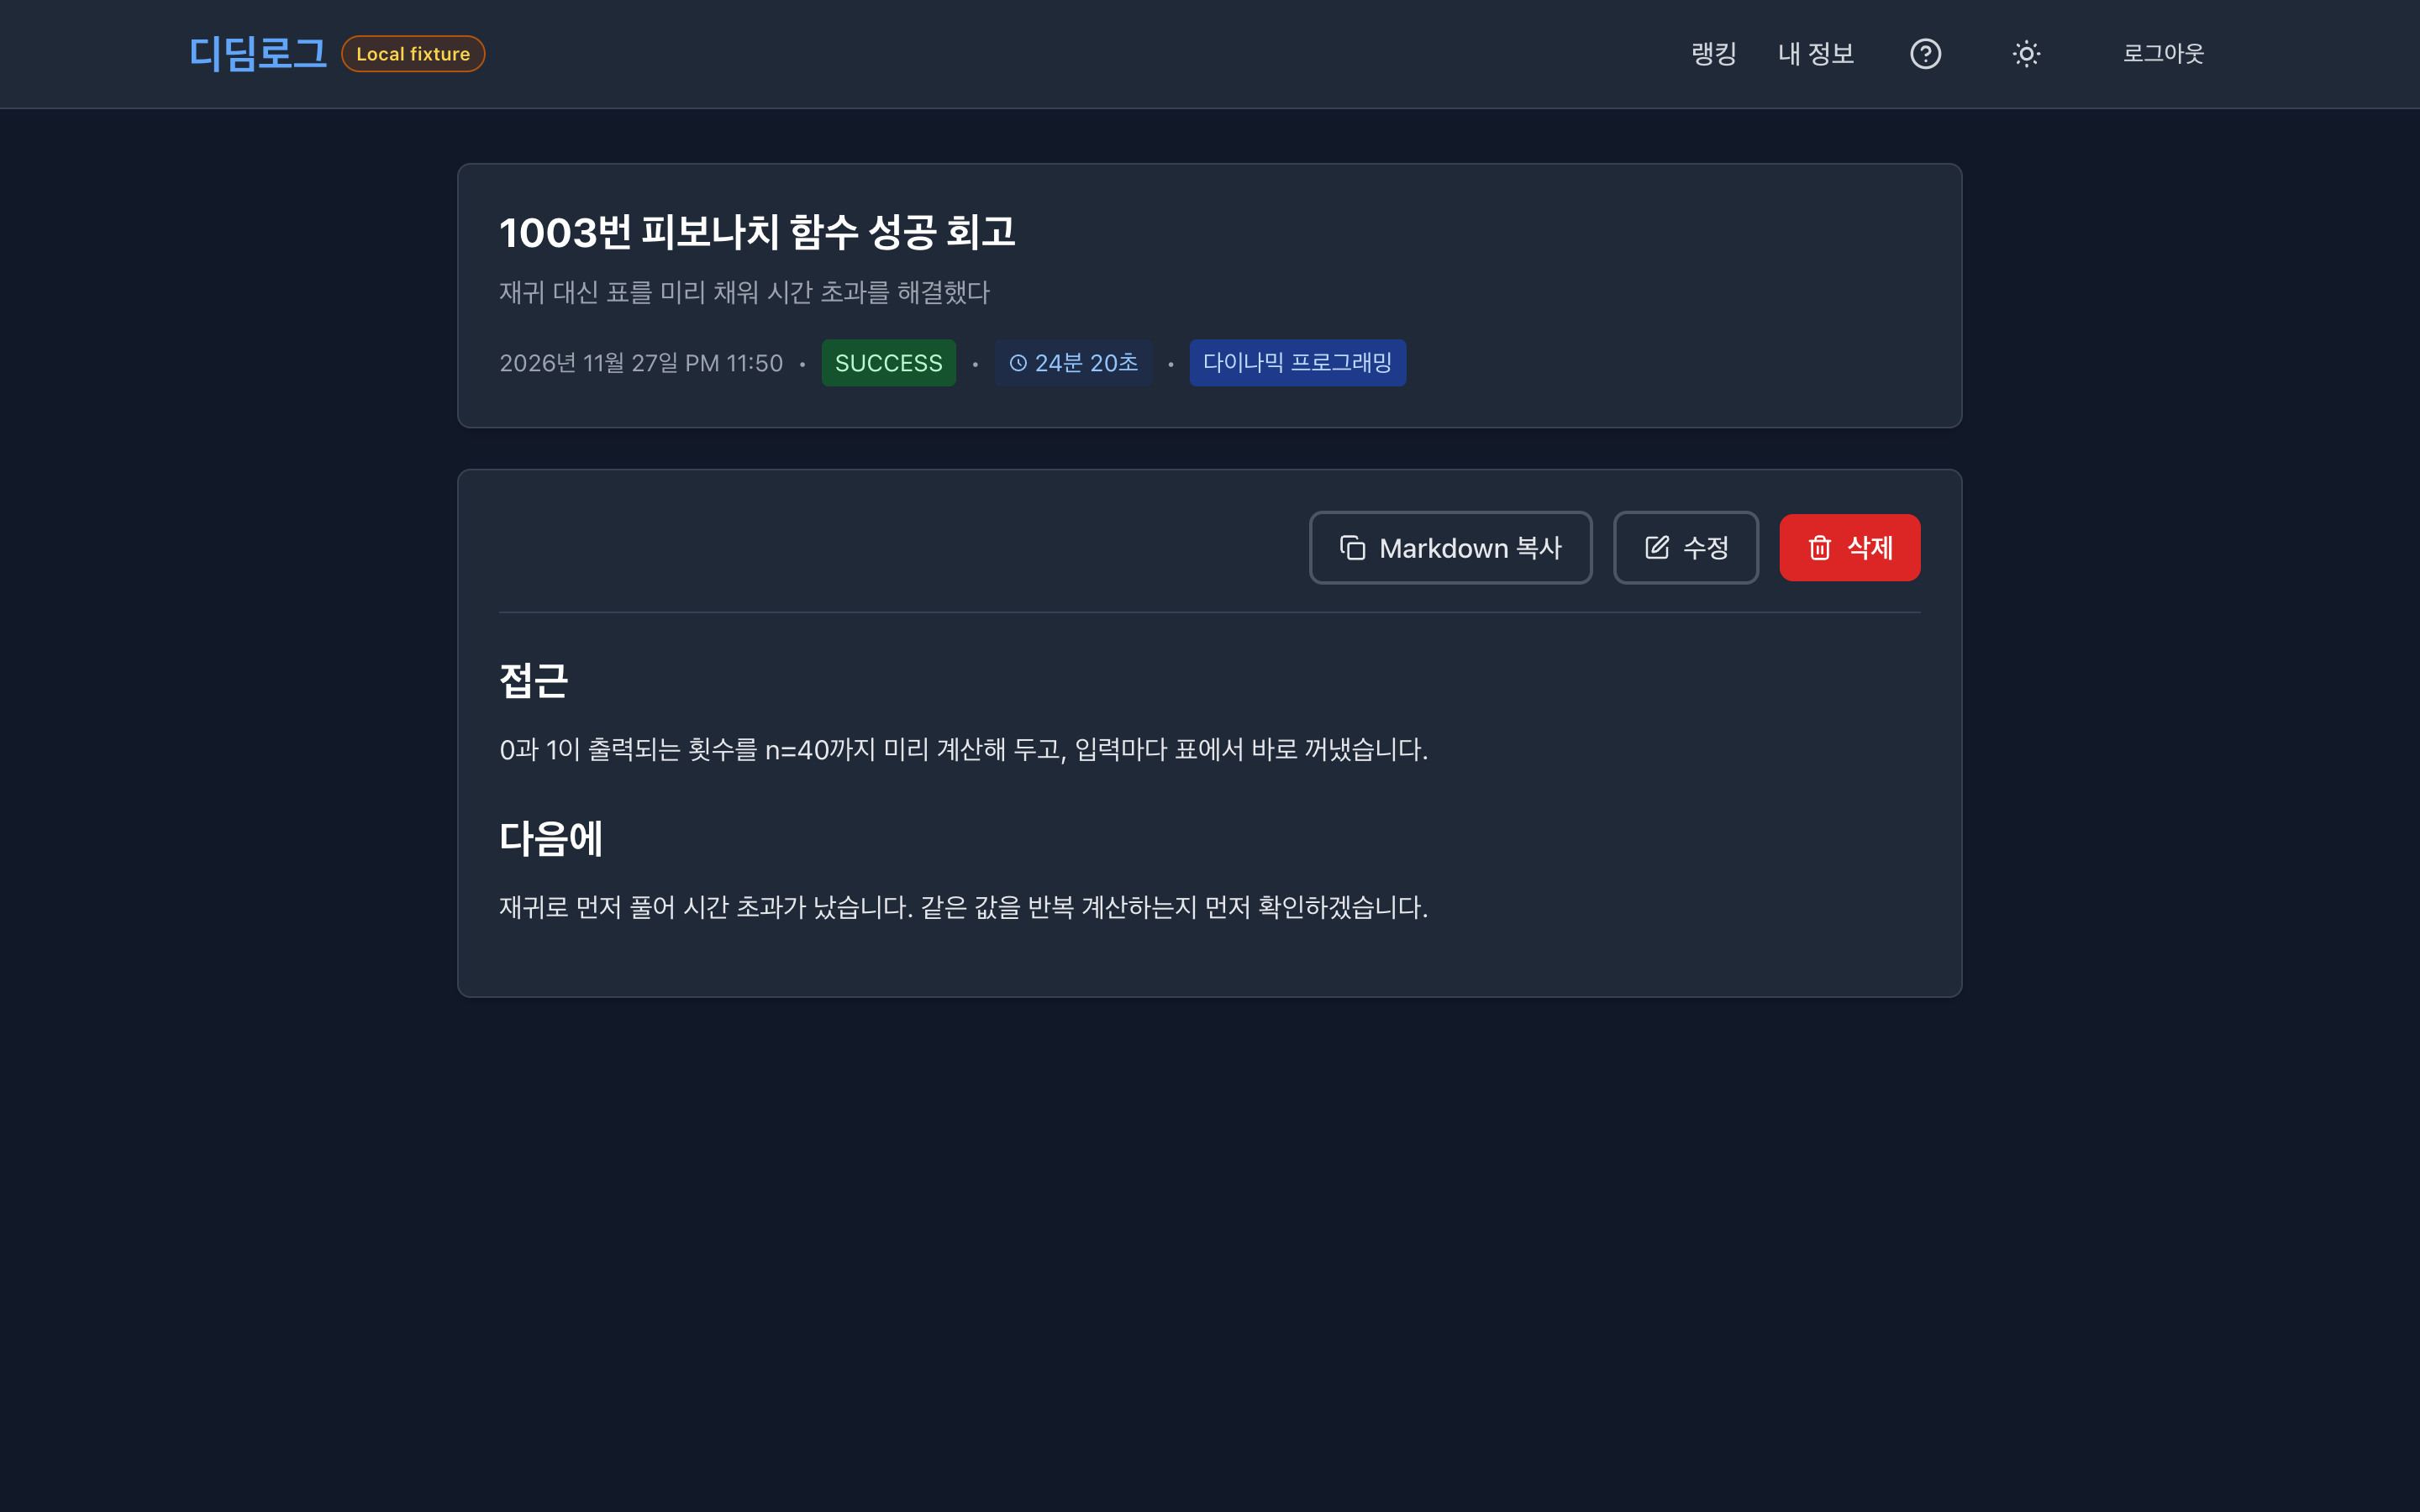 디딤로그 Local fixture 랭킹 내 정보 로그아웃
1003번 피보나치 함수 성공 회고
재귀 대신 표를 미리 채워 시간 초과를 해결했다
2026년 11월 27일 PM 11:50 • SUCCESS • 24분 20초 • 다이나믹 프로그래밍
Markdown 복사 수정 삭제
접근
0과 1이 출력되는 횟수를 n=40까지 미리 계산해 두고, 입력마다 표에서 바로 꺼냈습니다.
다음에
재귀로 먼저 풀어 시간 초과가 났습니다. 같은 값을 반복 계산하는지 먼저 확인하겠습니다.